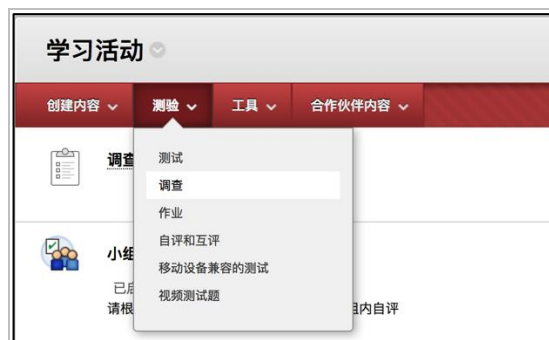 学习活动
创建内容 测验 工具 合作伙伴内容
测试
调查
调查
作业
自评和互评
小组
移动设备兼容的测试
已
视频测试题
请根 组内自评